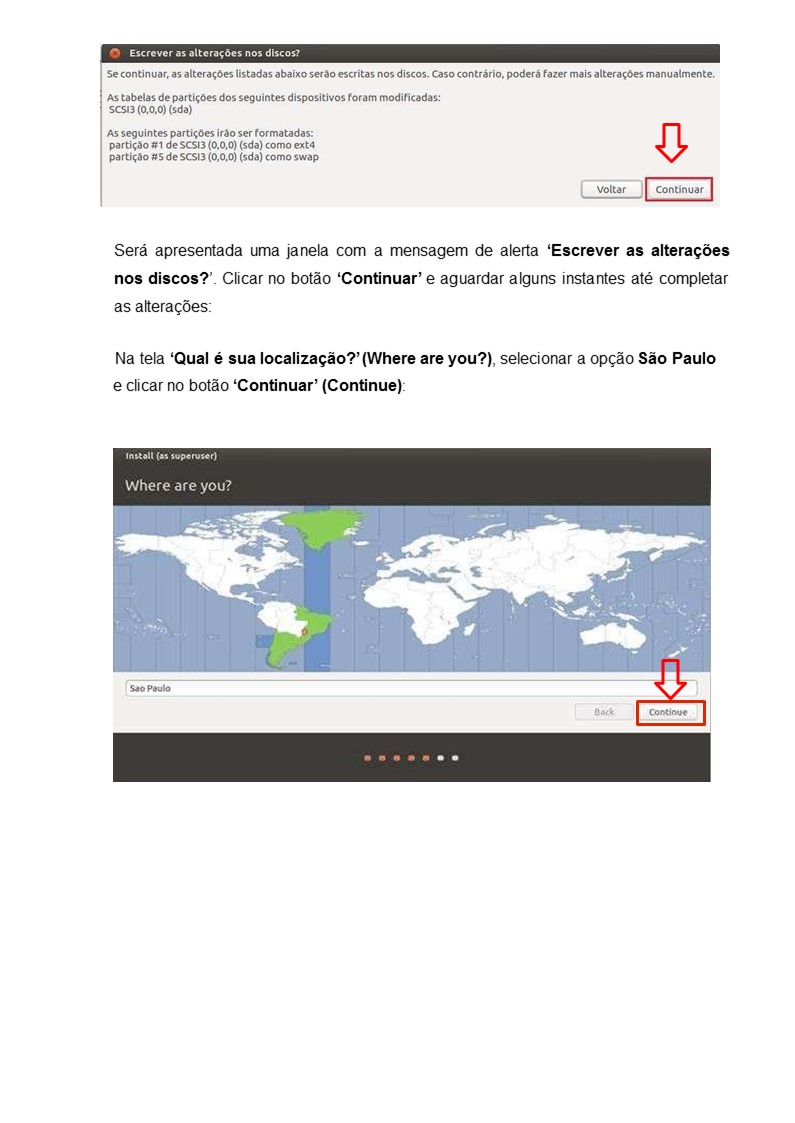 Escrever as alterações nos discos?
Se continuar, as alterações listadas abaixo serão escritas nos discos. Caso contrário, poderá fazer mais alterações manualmente.
As tabelas de partições dos seguintes dispositivos foram modificadas:
SCSI3 (0,0,0) (sda)
As seguintes partições irão ser formatadas:
partição #1 de SCSI3 (0,0,0) (sda) como ext4
partição #5 de SCSI3 (0,0,0) (sda) como swap
Voltar Continuar
Será apresentada uma janela com a mensagem de alerta ‘Escrever as alterações
nos discos?’. Clicar no botão ‘Continuar’ e aguardar alguns instantes até completar
as alterações:
Na tela ‘Qual é sua localização?’ (Where are you?), selecionar a opção São Paulo
e clicar no botão ‘Continuar’ (Continue):
Install (as superuser)
Where are you?
Sao Paulo
Back Continue